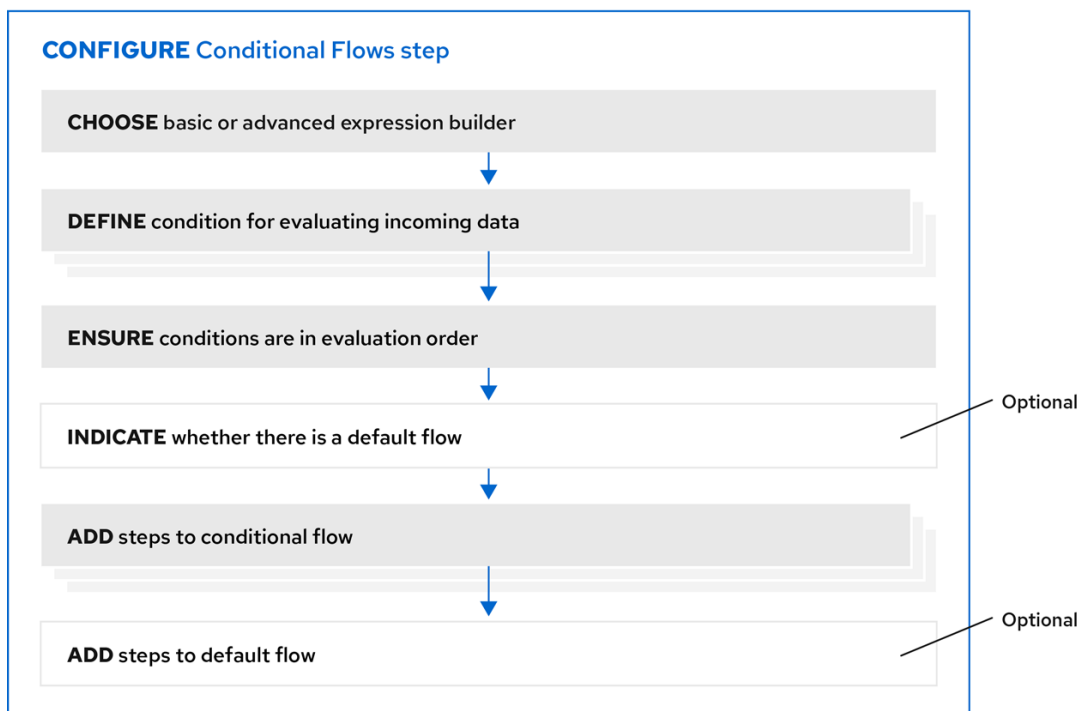 CONFIGURE Conditional Flows step
CHOOSE basic or advanced expression builder
DEFINE condition for evaluating incoming data
ENSURE conditions are in evaluation order
Optional
INDICATE whether there is a default flow
ADD steps to conditional flow
Optional
ADD steps to default flow